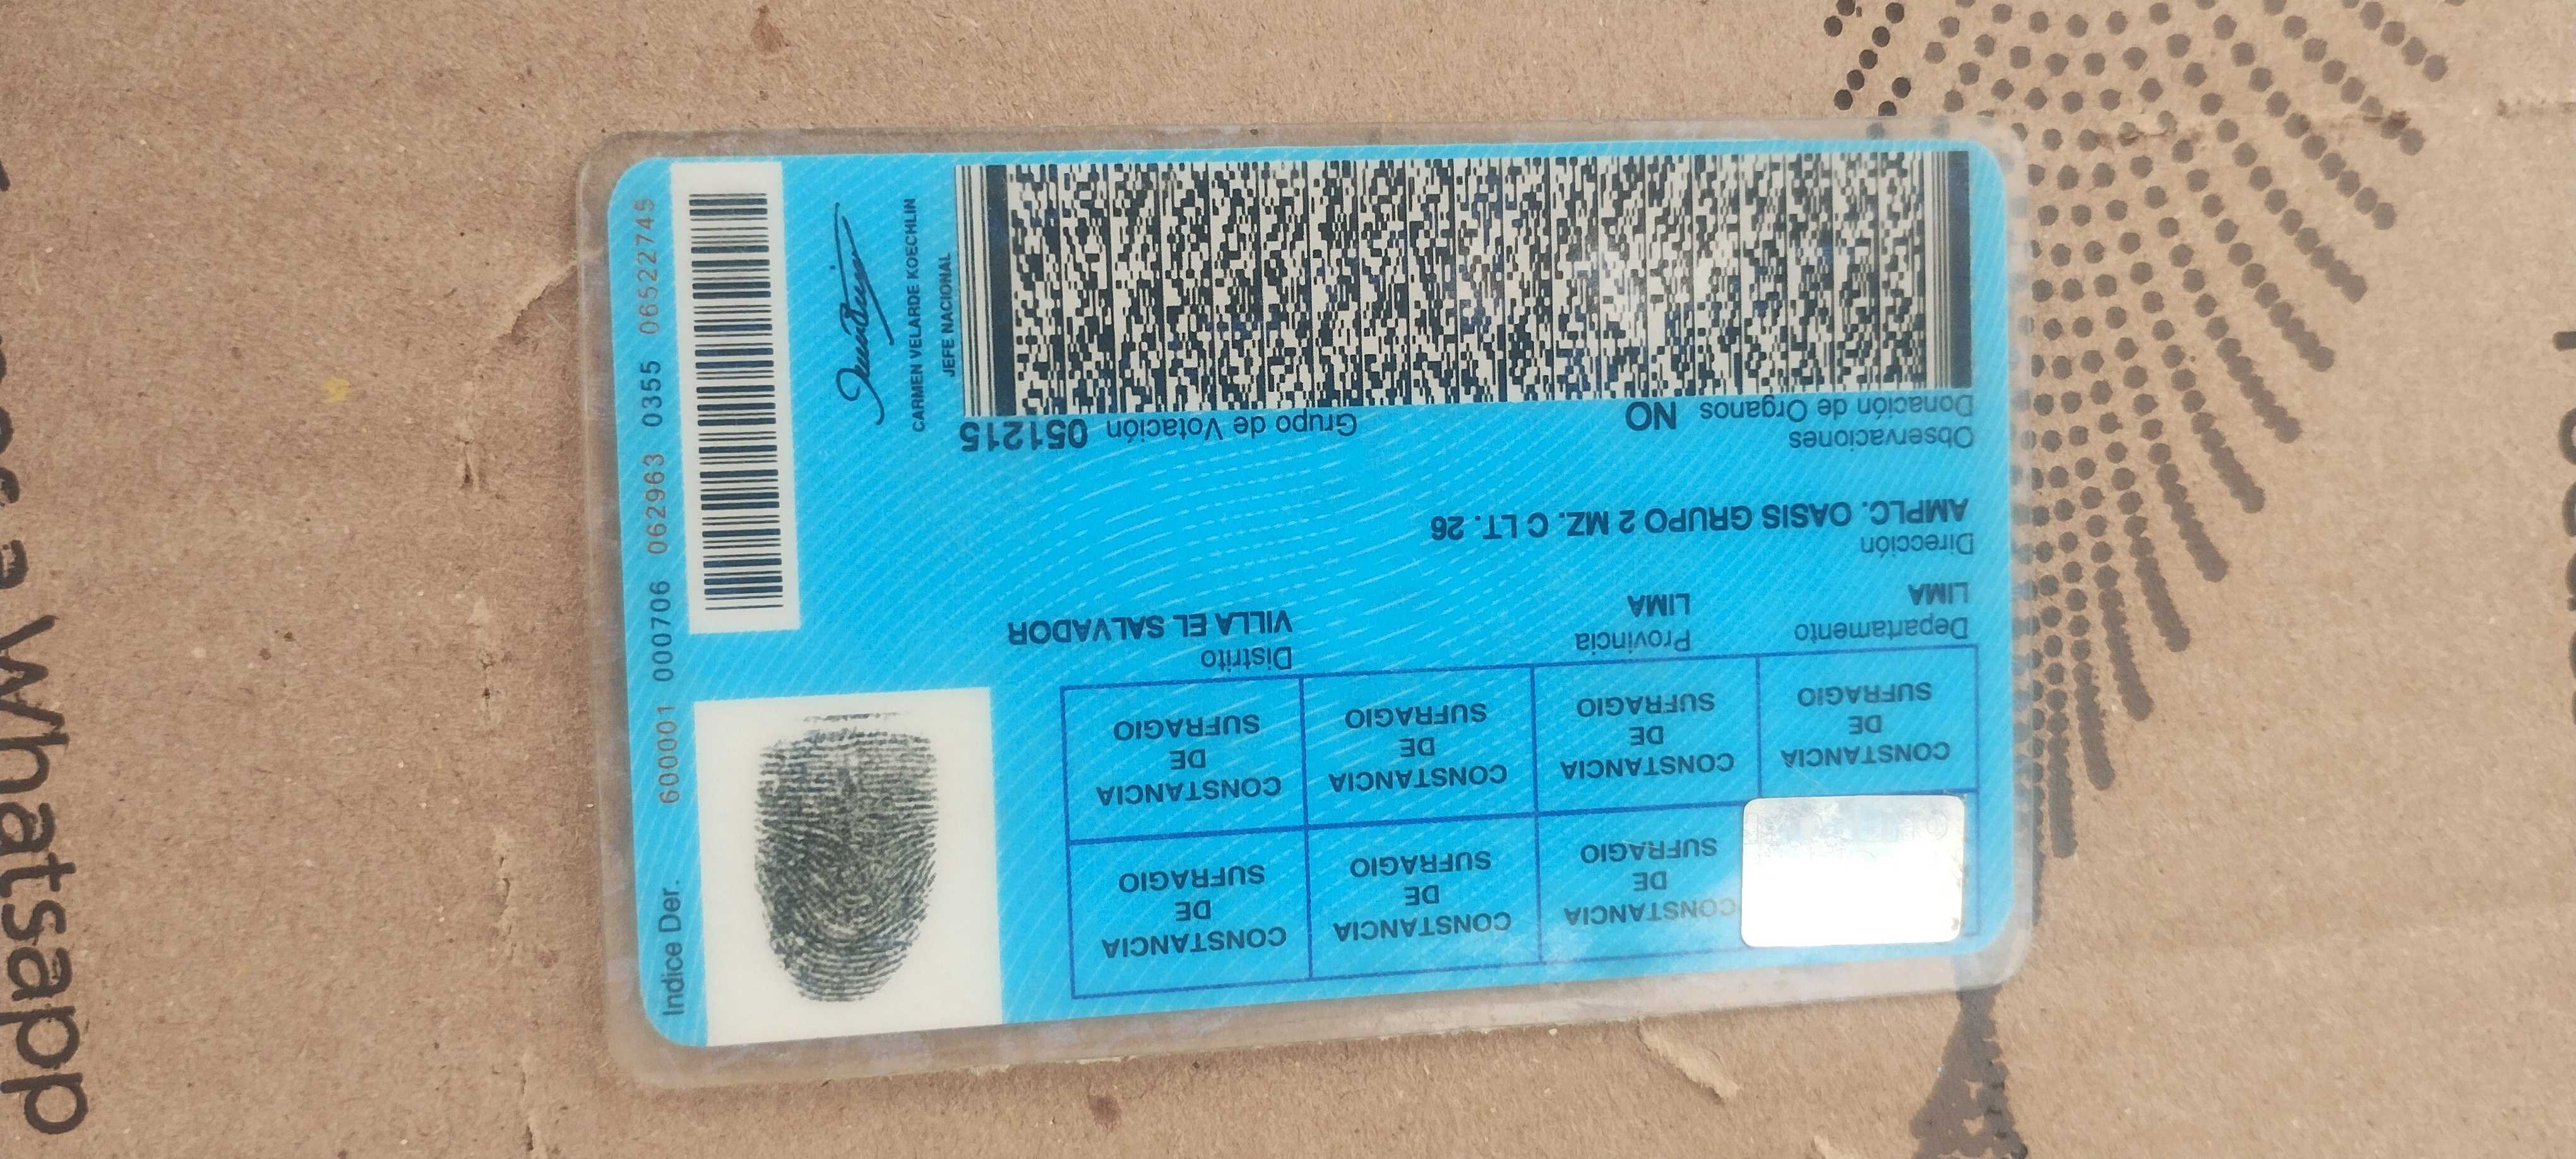 CONSTANCIA
DE
SUFRAGIO
CONSTANCIA
DE
SUFRAGIO
CONSTANCIA
DE
SUFRAGIO
CONSTANCIA
DE
SUFRAGIO
CONSTANCIA
DE
SUFRAGIO
CONSTANCIA
DE
SUFRAGIO
CONSTANCIA
DE
SUFRAGIO
Departamento Provincia Distrito
LIMA LIMA VILLA EL SALVADOR
Dirección
AMPLC. OASIS GRUPO 2 MZ. C LT. 26
Observaciones
Donación de Organos NO Grupo de Votación 051215
Indice Der. 600001 000706 062963 0355 06522745
CARMEN VELARDE KOECHLIN
JEFE NACIONAL
a Whatsapp